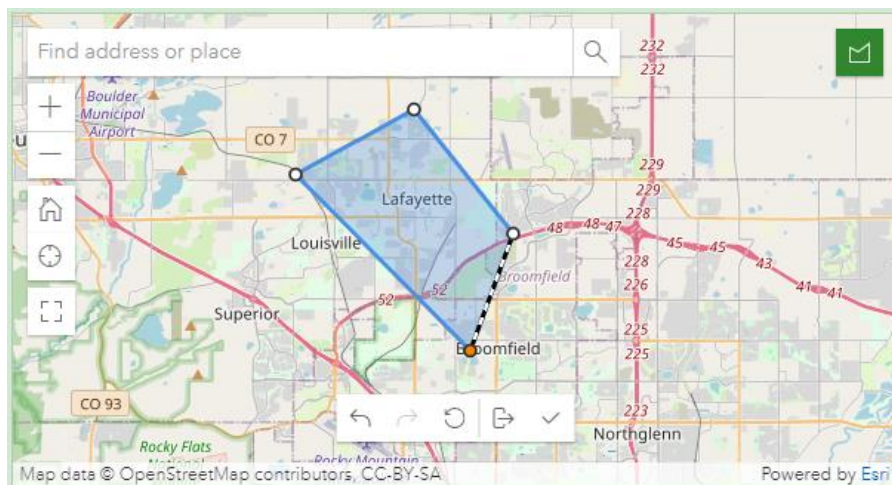 Find address or place
232
232
Boulder
Municipal
Airport
CO 7
229
229
Lafayette
228
48
48
47
Louisville
45
45
43
Broomfield
228
52
52
226
41
41
Superior
225
Broomfield
225
CO 93
223
Northglenn
Rocky Flats
Rocky Mountain
Map data © OpenStreetMap contributors, CC-BY-SA
Powered by Esri